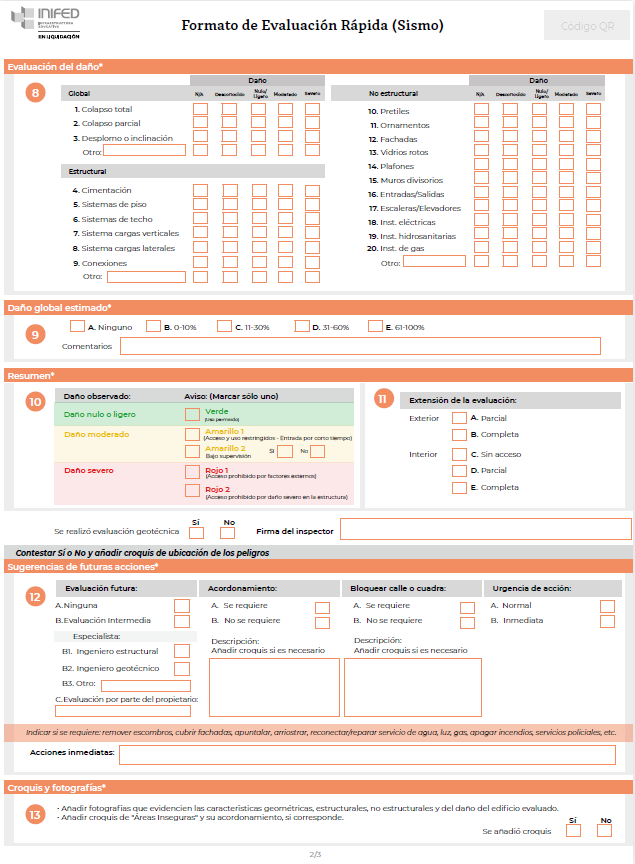 INIFED
INFRAESTRUCTURA
EDUCATIVA
EN LIQUIDACIÓN
Formato de Evaluación Rápida (Sismo)
Código QR
Evaluación del daño*
8
Daño
Global
N/A Desconocido Nulo/Ligero Moderado Severo
1. Colapso total
2. Colapso parcial
3. Desplomo o inclinación
Otro:
Estructural
4. Cimentación
5. Sistemas de piso
6. Sistemas de techo
7. Sistema cargas verticales
8. Sistema cargas laterales
9. Conexiones
Otro:
Daño
No estructural
N/A Desconocido Nulo/Ligero Moderado Severo
10. Pretiles
11. Ornamentos
12. Fachadas
13. Vidrios rotos
14. Plafones
15. Muros divisorios
16. Entradas/Salidas
17. Escaleras/Elevadores
18. Inst. eléctricas
19. Inst. hidrosanitarias
20. Inst. de gas
Otro:
Daño global estimado*
9
A. Ninguno B. 0-10% C. 11-30% D. 31-60% E. 61-100%
Comentarios
Resumen*
10
Daño observado: Aviso: (Marcar sólo uno)
Daño nulo o ligero
Verde
(Uso permitido)
Daño moderado
Amarillo 1
(Acceso y uso restringidos - Entrada por corto tiempo)
Amarillo 2
Bajo supervisión
Sí No
Daño severo
Rojo 1
(Acceso prohibido por factores externos)
Rojo 2
(Acceso prohibido por daño severo en la estructura)
11
Extensión de la evaluación:
Exterior A. Parcial
B. Completa
Interior C. Sin acceso
D. Parcial
E. Completa
Se realizó evaluación geotécnica Sí No Firma del inspector
Contestar Sí o No y añadir croquis de ubicación de los peligros
Sugerencias de futuras acciones*
12
Evaluación futura:
A.Ninguna
B.Evaluación Intermedia
Especialista:
B1. Ingeniero estructural
B2. Ingeniero geotécnico
B3. Otro:
C.Evaluación por parte del propietario:
Acordonamiento:
A. Se requiere
B. No se requiere
Descripción:
Añadir croquis si es necesario
Bloquear calle o cuadra:
A. Se requiere
B. No se requiere
Descripción:
Añadir croquis si es necesario
Urgencia de acción:
A. Normal
B. Inmediata
Indicar si se requiere: remover escombros, cubrir fachadas, apuntalar, arriostrar, reconectar/reparar servicio de agua, luz, gas, apagar incendios, servicios policiales, etc.
Acciones inmediatas:
Croquis y fotografías*
13
· Añadir fotografías que evidencien las características geométricas, estructurales, no estructurales y del daño del edificio evaluado.
· Añadir croquis de "Áreas Inseguras" y su acordonamiento, si corresponde.
Se añadió croquis Sí No
2/3